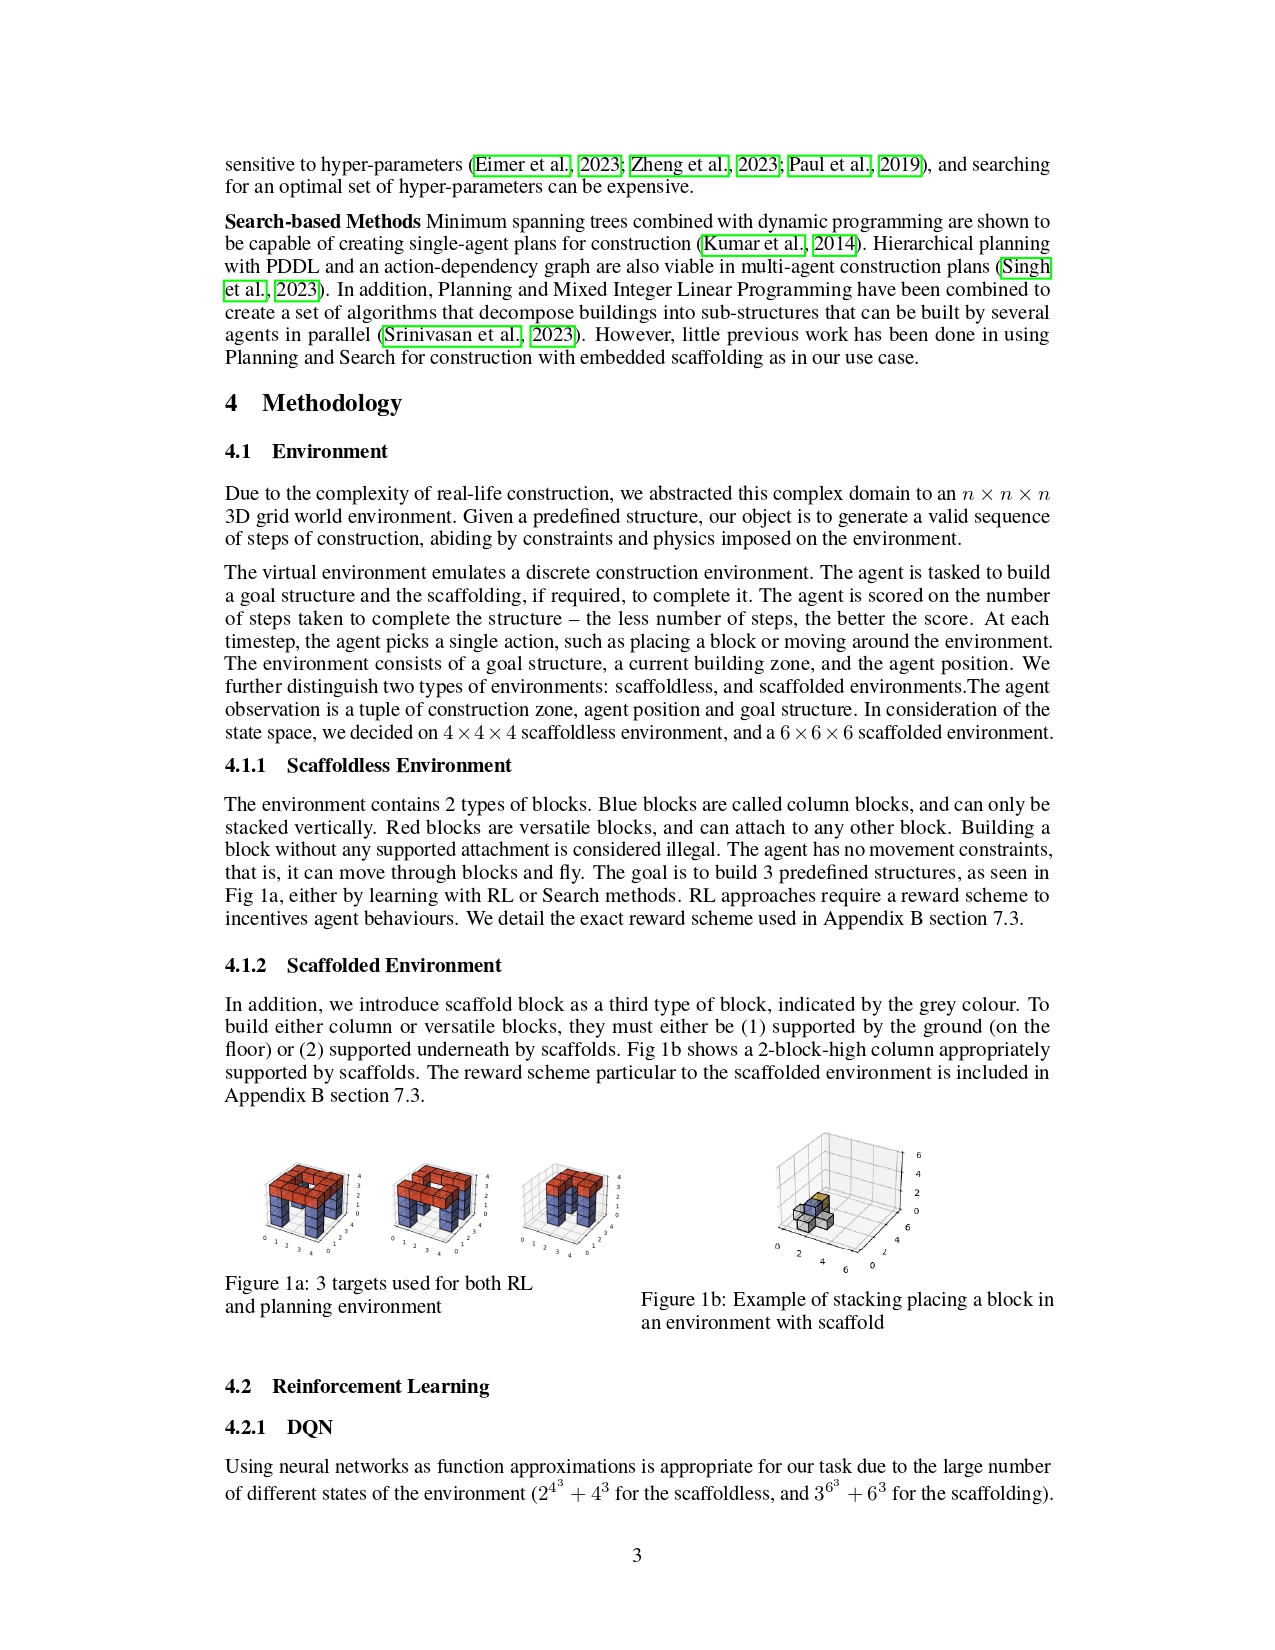 sensitive to hyper-parameters (Eimer et al., 2023; Zheng et al., 2023; Paul et al., 2019), and searching
for an optimal set of hyper-parameters can be expensive.
Search-based Methods Minimum spanning trees combined with dynamic programming are shown to
be capable of creating single-agent plans for construction (Kumar et al., 2014). Hierarchical planning
with PDDL and an action-dependency graph are also viable in multi-agent construction plans (Singh
et al., 2023). In addition, Planning and Mixed Integer Linear Programming have been combined to
create a set of algorithms that decompose buildings into sub-structures that can be built by several
agents in parallel (Srinivasan et al., 2023). However, little previous work has been done in using
Planning and Search for construction with embedded scaffolding as in our use case.
4 Methodology
4.1 Environment
Due to the complexity of real-life construction, we abstracted this complex domain to an n × n × n
3D grid world environment. Given a predefined structure, our object is to generate a valid sequence
of steps of construction, abiding by constraints and physics imposed on the environment.
The virtual environment emulates a discrete construction environment. The agent is tasked to build
a goal structure and the scaffolding, if required, to complete it. The agent is scored on the number
of steps taken to complete the structure – the less number of steps, the better the score. At each
timestep, the agent picks a single action, such as placing a block or moving around the environment.
The environment consists of a goal structure, a current building zone, and the agent position. We
further distinguish two types of environments: scaffoldless, and scaffolded environments.The agent
observation is a tuple of construction zone, agent position and goal structure. In consideration of the
state space, we decided on 4 × 4 × 4 scaffoldless environment, and a 6 × 6 × 6 scaffolded environment.
4.1.1 Scaffoldless Environment
The environment contains 2 types of blocks. Blue blocks are called column blocks, and can only be
stacked vertically. Red blocks are versatile blocks, and can attach to any other block. Building a
block without any supported attachment is considered illegal. The agent has no movement constraints,
that is, it can move through blocks and fly. The goal is to build 3 predefined structures, as seen in
Fig 1a, either by learning with RL or Search methods. RL approaches require a reward scheme to
incentives agent behaviours. We detail the exact reward scheme used in Appendix B section 7.3.
4.1.2 Scaffolded Environment
In addition, we introduce scaffold block as a third type of block, indicated by the grey colour. To
build either column or versatile blocks, they must either be (1) supported by the ground (on the
floor) or (2) supported underneath by scaffolds. Fig 1b shows a 2-block-high column appropriately
supported by scaffolds. The reward scheme particular to the scaffolded environment is included in
Appendix B section 7.3.
0 1 2 3 4 0 1 2 3 4 0 1 2 3 4
0 1 2 3 4 0 1 2 3 4 0 1 2 3 4
0 1 2 3 4 0 1 2 3 4 0 1 2 3 4
0 2 4 6 0 2 4 6 0 2 4 6
Figure 1a: 3 targets used for both RL
and planning environment
Figure 1b: Example of stacking placing a block in
an environment with scaffold
4.2 Reinforcement Learning
4.2.1 DQN
Using neural networks as function approximations is appropriate for our task due to the large number
of different states of the environment (2^{4^3} + 4^3 for the scaffoldless, and 3^{6^3} + 6^3 for the scaffolding).
3